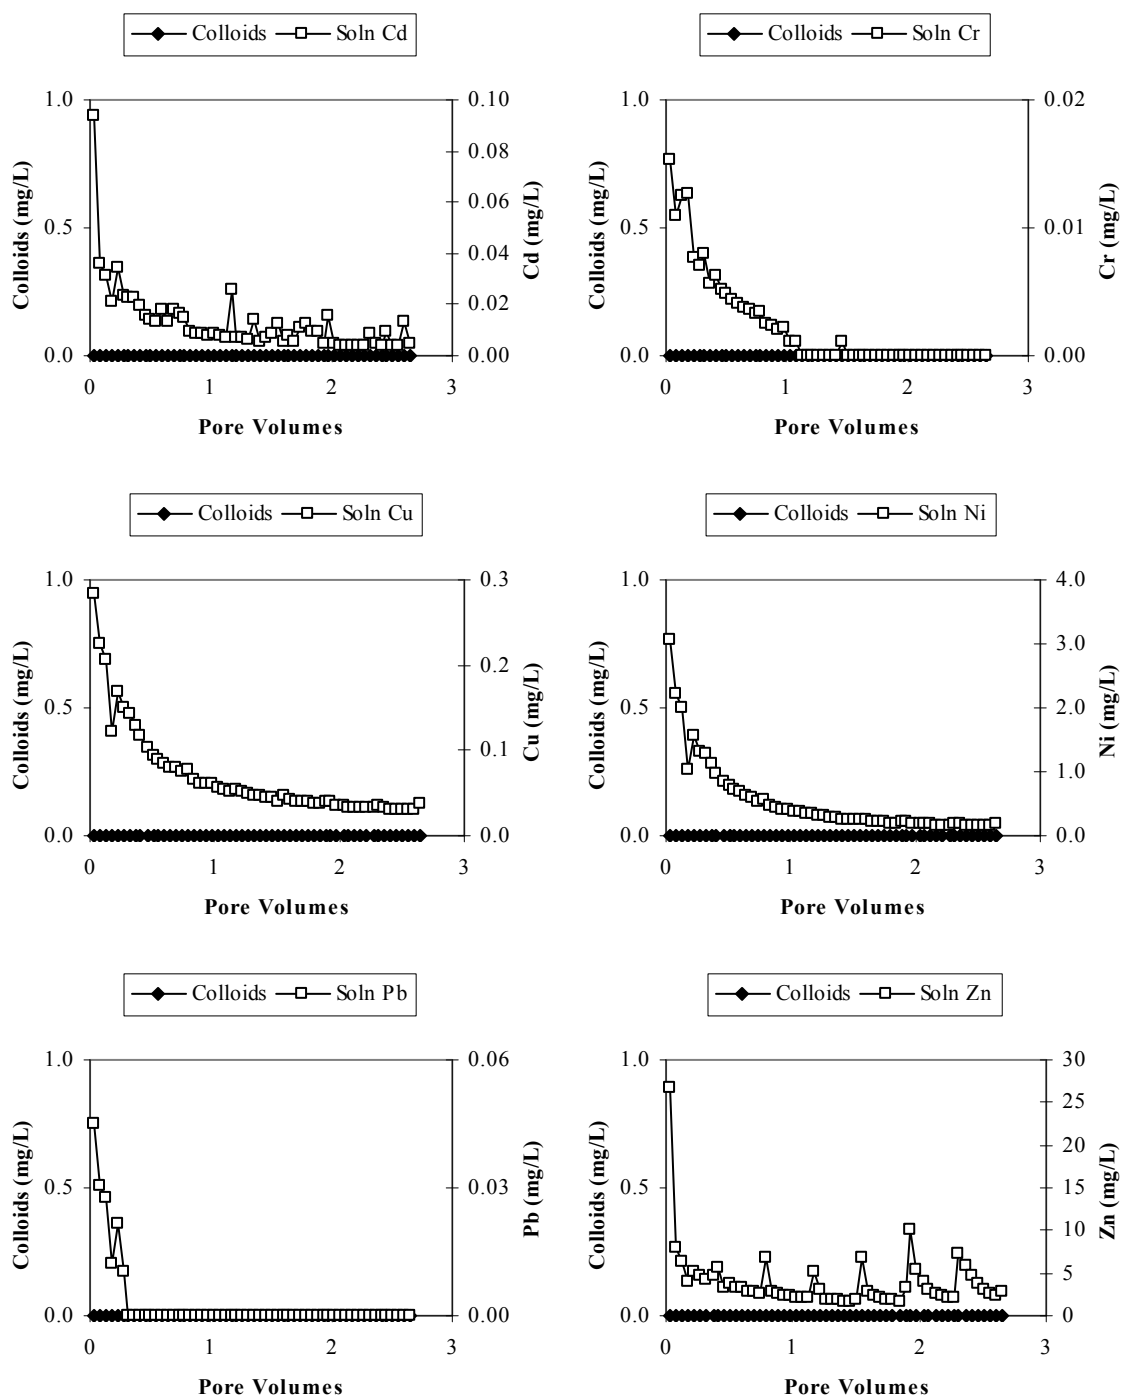 Colloids Soln Cd
1.0
0.5
0.0
Colloids (mg/L)
0.10
0.08
0.06
0.04
0.02
0.00
Cd (mg/L)
0 1 2 3
Pore Volumes
Colloids Soln Cr
1.0
0.5
0.0
Colloids (mg/L)
0.02
0.01
0.00
Cr (mg/L)
0 1 2 3
Pore Volumes
Colloids Soln Cu
1.0
0.5
0.0
Colloids (mg/L)
0.3
0.2
0.1
0.0
Cu (mg/L)
0 1 2 3
Pore Volumes
Colloids Soln Ni
1.0
0.5
0.0
Colloids (mg/L)
4.0
3.0
2.0
1.0
0.0
Ni (mg/L)
0 1 2 3
Pore Volumes
Colloids Soln Pb
1.0
0.5
0.0
Colloids (mg/L)
0.06
0.03
0.00
Pb (mg/L)
0 1 2 3
Pore Volumes
Colloids Soln Zn
1.0
0.5
0.0
Colloids (mg/L)
30
25
20
15
10
5
0
Zn (mg/L)
0 1 2 3
Pore Volumes